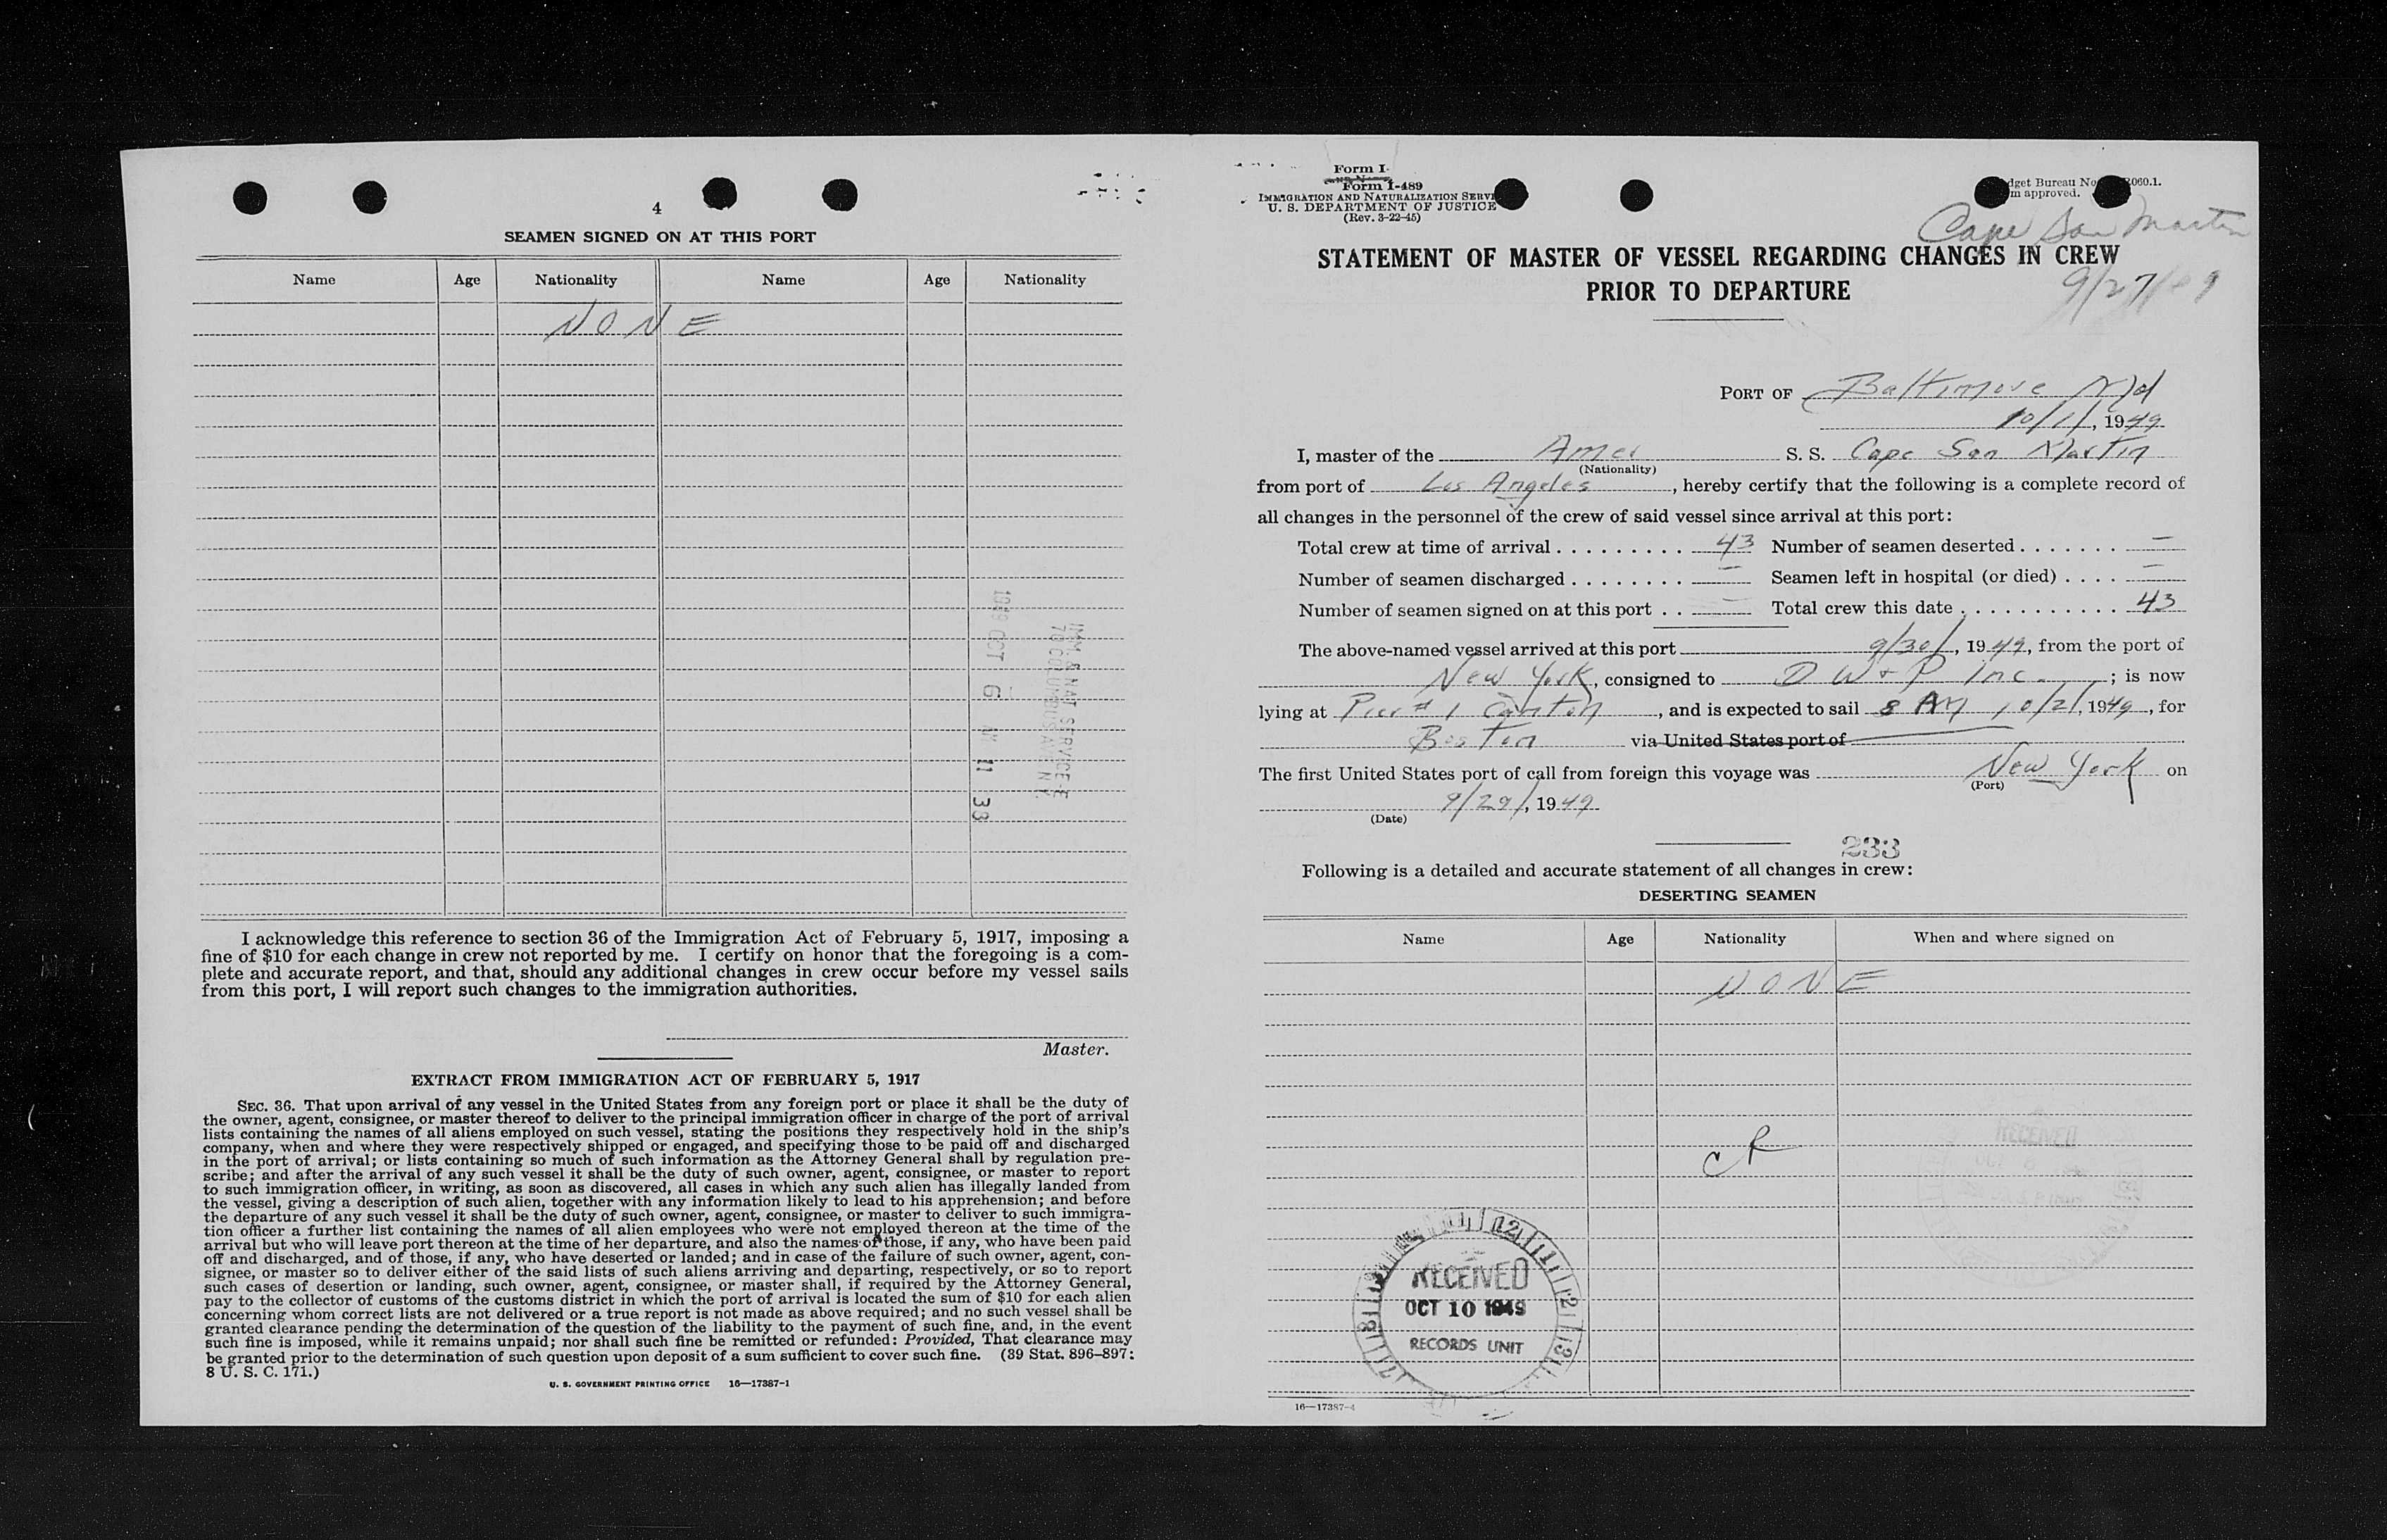 4
SEAMEN SIGNED ON AT THIS PORT
Name Age Nationality Name Age Nationality
NONE
1949 OCT 6 AM 11 33
IMM. & NAT. SERVICE
70 COLUMBUS AVE N.Y.
I acknowledge this reference to section 36 of the Immigration Act of February 5, 1917, imposing a
fine of $10 for each change in crew not reported by me. I certify on honor that the foregoing is a com-
plete and accurate report, and that, should any additional changes in crew occur before my vessel sails
from this port, I will report such changes to the immigration authorities.
Master.
EXTRACT FROM IMMIGRATION ACT OF FEBRUARY 5, 1917
SEC. 36. That upon arrival of any vessel in the United States from any foreign port or place it shall be the duty of
the owner, agent, consignee, or master thereof to deliver to the principal immigration officer in charge of the port of arrival
lists containing the names of all aliens employed on such vessel, stating the positions they respectively hold in the ship's
company, when and where they were respectively shipped or engaged, and specifying those to be paid off and discharged
in the port of arrival; or lists containing so much of such information as the Attorney General shall by regulation pre-
scribe; and after the arrival of any such vessel it shall be the duty of such owner, agent, consignee, or master to report
to such immigration officer, in writing, as soon as discovered, all cases in which any such alien has illegally landed from
the vessel, giving a description of such alien, together with any information likely to lead to his apprehension; and before
the departure of any such vessel it shall be the duty of such owner, agent, consignee, or master to deliver to such immigra-
tion officer a further list containing the names of all alien employees who were not employed thereon at the time of the
arrival but who will leave port thereon at the time of her departure, and also the names of those, if any, who have been paid
off and discharged, and of those, if any, who have deserted or landed; and in case of the failure of such owner, agent, con-
signee, or master so to deliver either of the said lists of such aliens arriving and departing, respectively, or so to report
such cases of desertion or landing, such owner, agent, consignee, or master shall, if required by the Attorney General,
pay to the collector of customs of the customs district in which the port of arrival is located the sum of $10 for each alien
concerning whom correct lists are not delivered or a true report is not made as above required; and no such vessel shall be
granted clearance pending the determination of the question of the liability to the payment of such fine, and, in the event
such fine is imposed, while it remains unpaid; nor shall such fine be remitted or refunded: Provided, That clearance may
be granted prior to the determination of such question upon deposit of a sum sufficient to cover such fine. (39 Stat. 896-897;
8 U. S. C. 171.)
U. S. GOVERNMENT PRINTING OFFICE 16—17387-1
Form I-
Form I-489
IMMIGRATION AND NATURALIZATION SERVI
U. S. DEPARTMENT OF JUSTICE
(Rev. 3-22-45)
dget Bureau No. R060.1.
m approved.
Cape San Martin
9/27/49
STATEMENT OF MASTER OF VESSEL REGARDING CHANGES IN CREW
PRIOR TO DEPARTURE
PORT OF Baltimore Md
10/1/, 1949
I, master of the Amer S. S. Cape San Martin
(Nationality)
from port of Los Angeles, hereby certify that the following is a complete record of
all changes in the personnel of the crew of said vessel since arrival at this port:
Total crew at time of arrival . . . . . . . . . 43 Number of seamen deserted . . . . . . . —
Number of seamen discharged . . . . . . . . — Seamen left in hospital (or died) . . . . —
Number of seamen signed on at this port . . — Total crew this date . . . . . . . . . . . 43
The above-named vessel arrived at this port 9/30/, 1949, from the port of
New York, consigned to D W + P Inc.; is now
lying at Pier # 1 Canton, and is expected to sail 8 AM 10/2/, 1949, for
Boston via United States port of
The first United States port of call from foreign this voyage was New York on
(Port)
9/29/, 1949.
(Date)
233
Following is a detailed and accurate statement of all changes in crew:
DESERTING SEAMEN
Name Age Nationality When and where signed on
NONE
CR
RECEIVED
RECEIVED
OCT 10 1949
RECORDS UNIT
16—17387-4